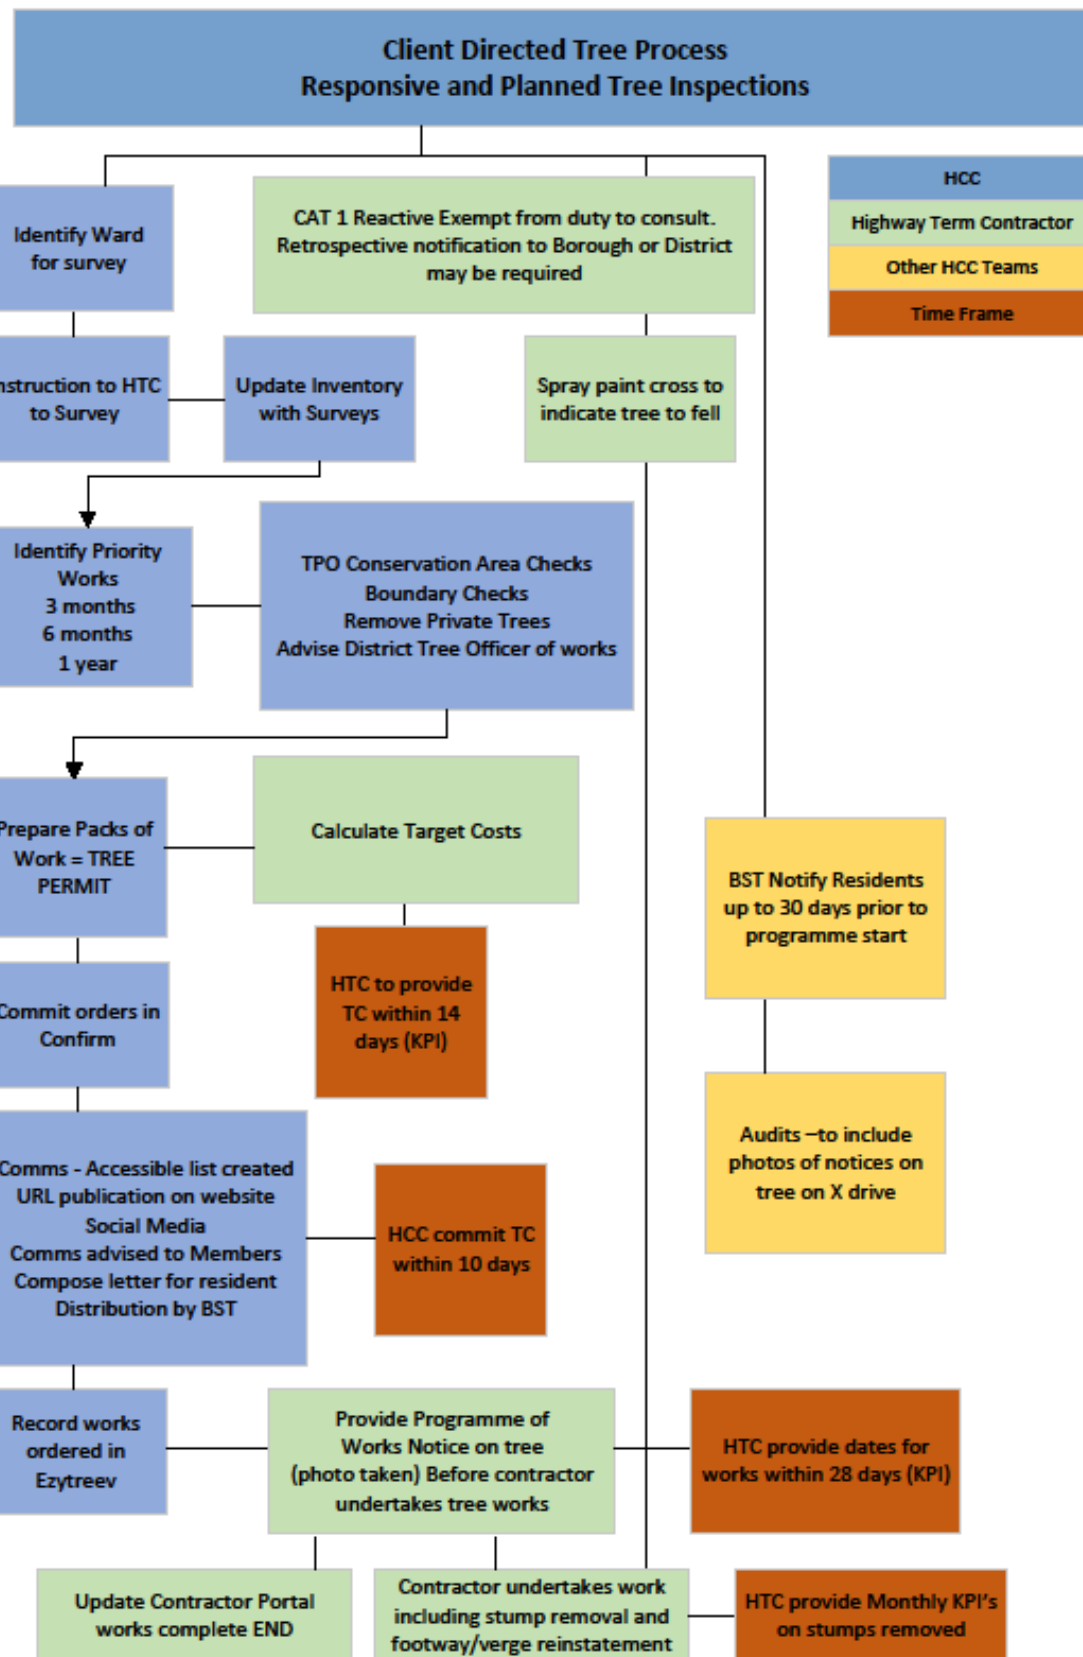 Client Directed Tree Process
Responsive and Planned Tree Inspections
HCC
Highway Term Contractor
Other HCC Teams
Time Frame
Identify Ward
for survey
CAT 1 Reactive Exempt from duty to consult.
Retrospective notification to Borough or District
may be required
nstruction to HTC
to Survey
Update Inventory
with Surveys
Spray paint cross to
indicate tree to fell
Identify Priority
Works
3 months
6 months
1 year
TPO Conservation Area Checks
Boundary Checks
Remove Private Trees
Advise District Tree Officer of works
Prepare Packs of
Work = TREE
PERMIT
Calculate Target Costs
BST Notify Residents
up to 30 days prior to
programme start
HTC to provide
TC within 14
days (KPI)
Commit orders in
Confirm
Audits –to include
photos of notices on
tree on X drive
Comms - Accessible list created
URL publication on website
Social Media
Comms advised to Members
Compose letter for resident
Distribution by BST
HCC commit TC
within 10 days
Record works
ordered in
Ezytreev
Provide Programme of
Works Notice on tree
(photo taken) Before contractor
undertakes tree works
HTC provide dates for
works within 28 days (KPI)
Update Contractor Portal
works complete END
Contractor undertakes work
including stump removal and
footway/verge reinstatement
HTC provide Monthly KPI's
on stumps removed